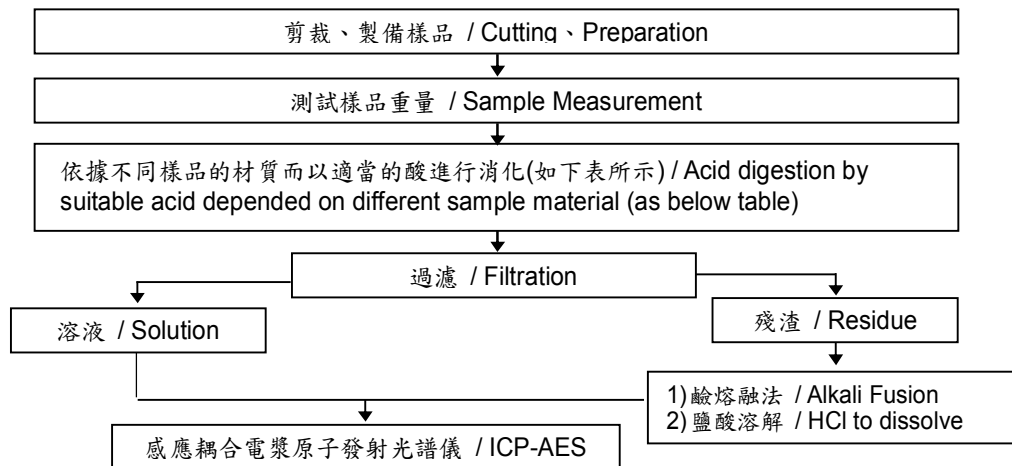 剪裁、製備樣品 / Cutting、Preparation
測試樣品重量 / Sample Measurement
依據不同樣品的材質而以適當的酸進行消化(如下表所示) / Acid digestion by
suitable acid depended on different sample material (as below table)
過濾 / Filtration
溶液 / Solution
殘渣 / Residue
1)鹼熔融法 / Alkali Fusion
2)鹽酸溶解 / HCl to dissolve
感應耦合電漿原子發射光譜儀 / ICP-AES